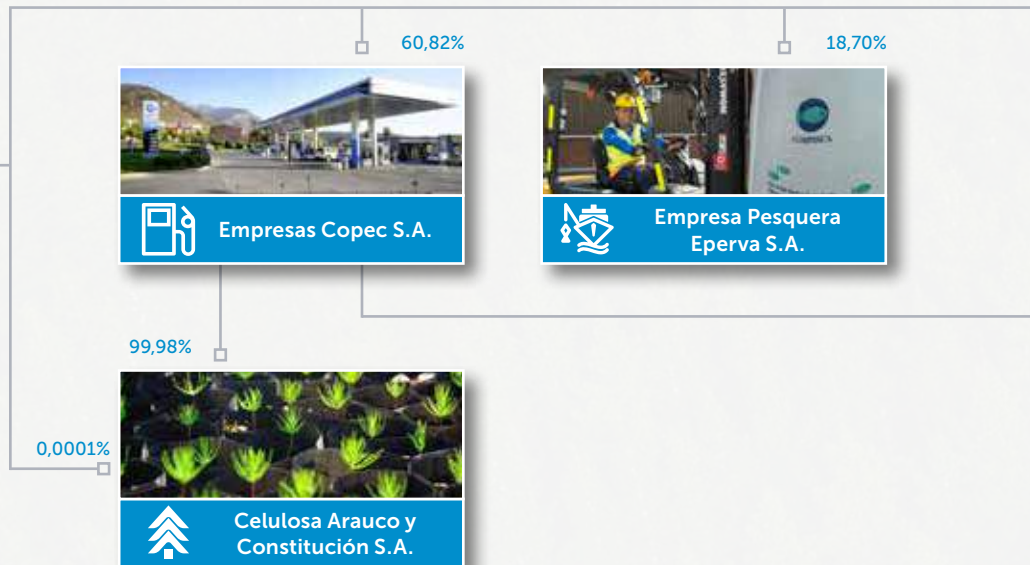 60,82%
18,70%
Empresas Copec S.A.
Empresa Pesquera
Eperva S.A.
99,98%
0,0001%
Celulosa Arauco y
Constitución S.A.